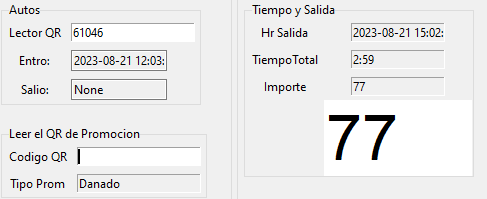 Autos
Lector QR 61046
Entro: 2023-08-21 12:03:
Salio: None
Leer el QR de Promocion
Codigo QR
Tipo Prom Danado
Tiempo y Salida
Hr Salida 2023-08-21 15:02:
TiempoTotal 2:59
Importe 77
77